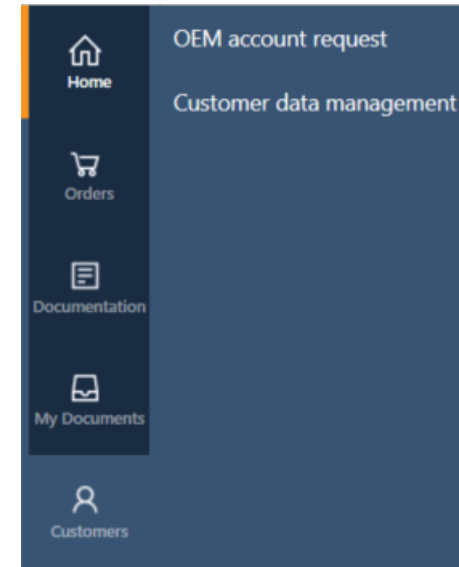 Home
Orders
Documentation
My Documents
Customers
OEM account request
Customer data management